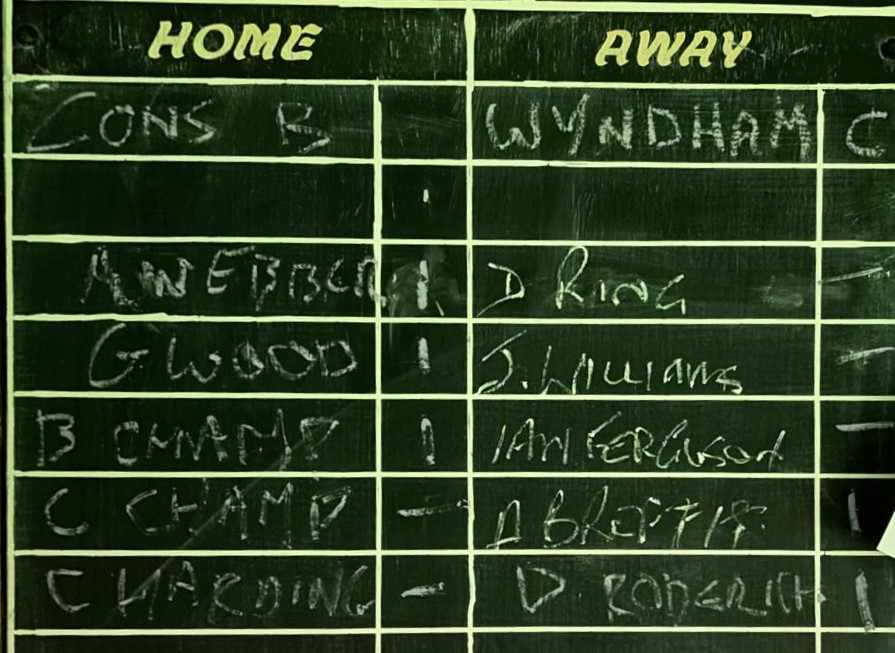 HOME AWAY
CONS B WYNDHAM C
A WEBBER 1 D RING -
G. WOOD 1 J. WILLIAMS -
B CHAMP 1 IAN FERGUSON -
C CHAMP - A 1
C HARDING - D RODERICK 1